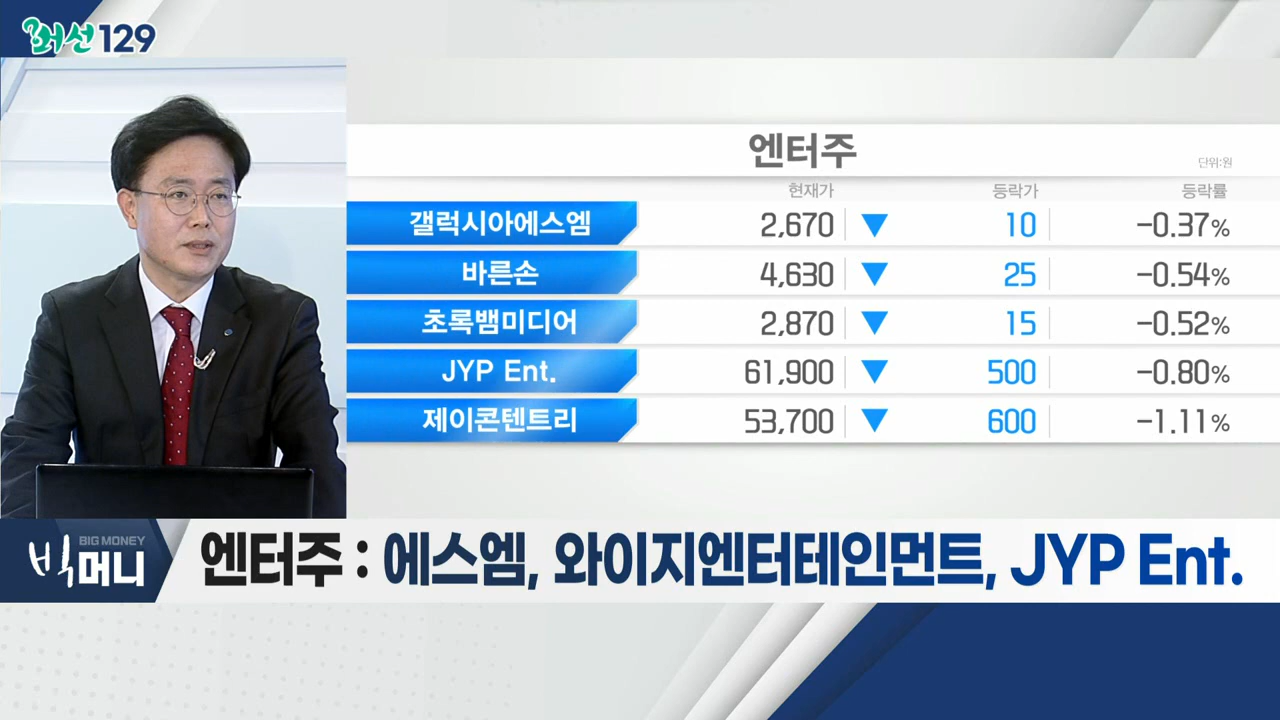 머선129
엔터주
단위:원
현재가 등락가 등락률
갤럭시아에스엠 2,670 ▼ 10 -0.37%
바른손 4,630 ▼ 25 -0.54%
초록뱀미디어 2,870 ▼ 15 -0.52%
JYP Ent. 61,900 ▼ 500 -0.80%
제이콘텐트리 53,700 ▼ 600 -1.11%
BIG MONEY
빅머니
엔터주 : 에스엠, 와이지엔터테인먼트, JYP Ent.